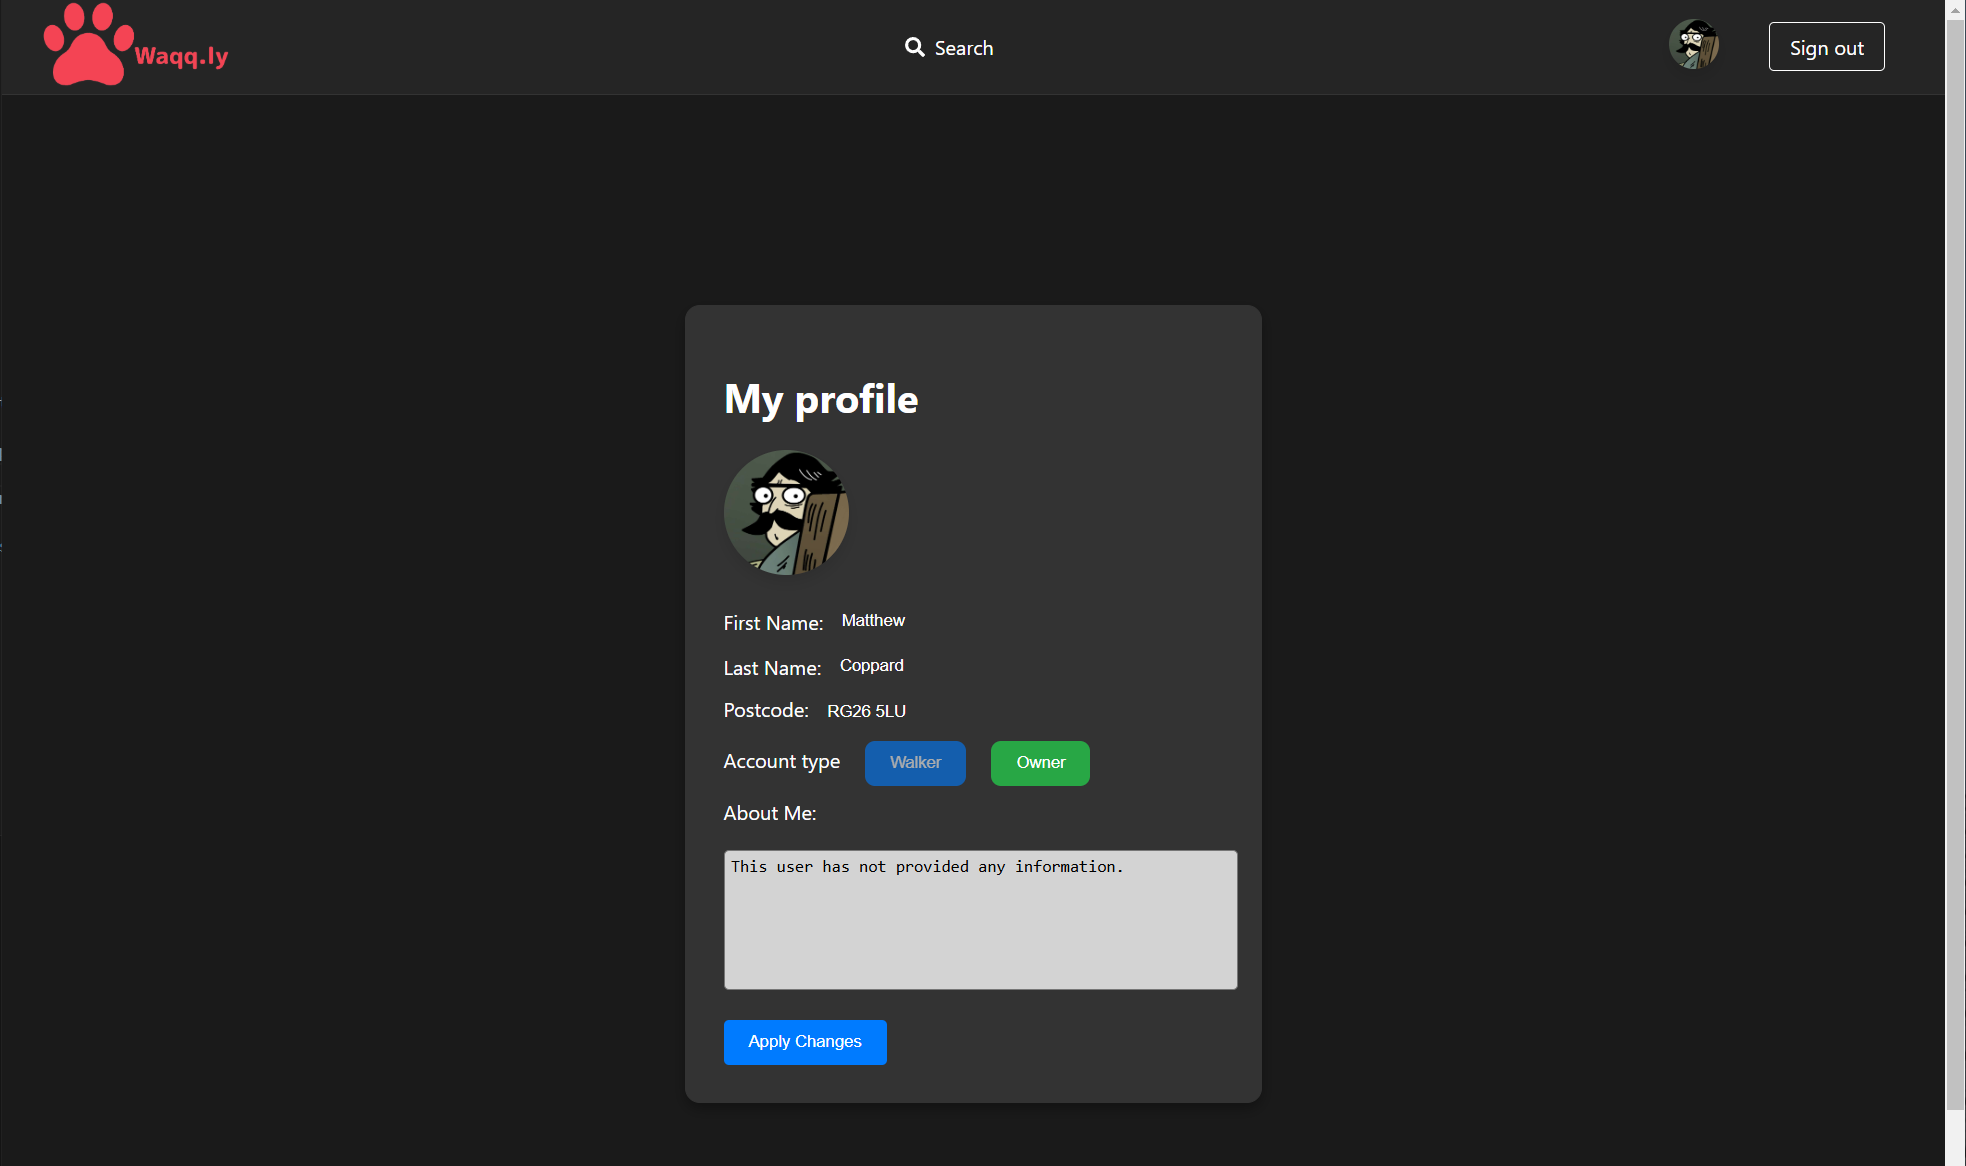 Waqq.ly
Search
Sign out
My profile
First Name: Matthew
Last Name: Coppard
Postcode: RG26 5LU
Account type Walker Owner
About Me:
This user has not provided any information.
Apply Changes